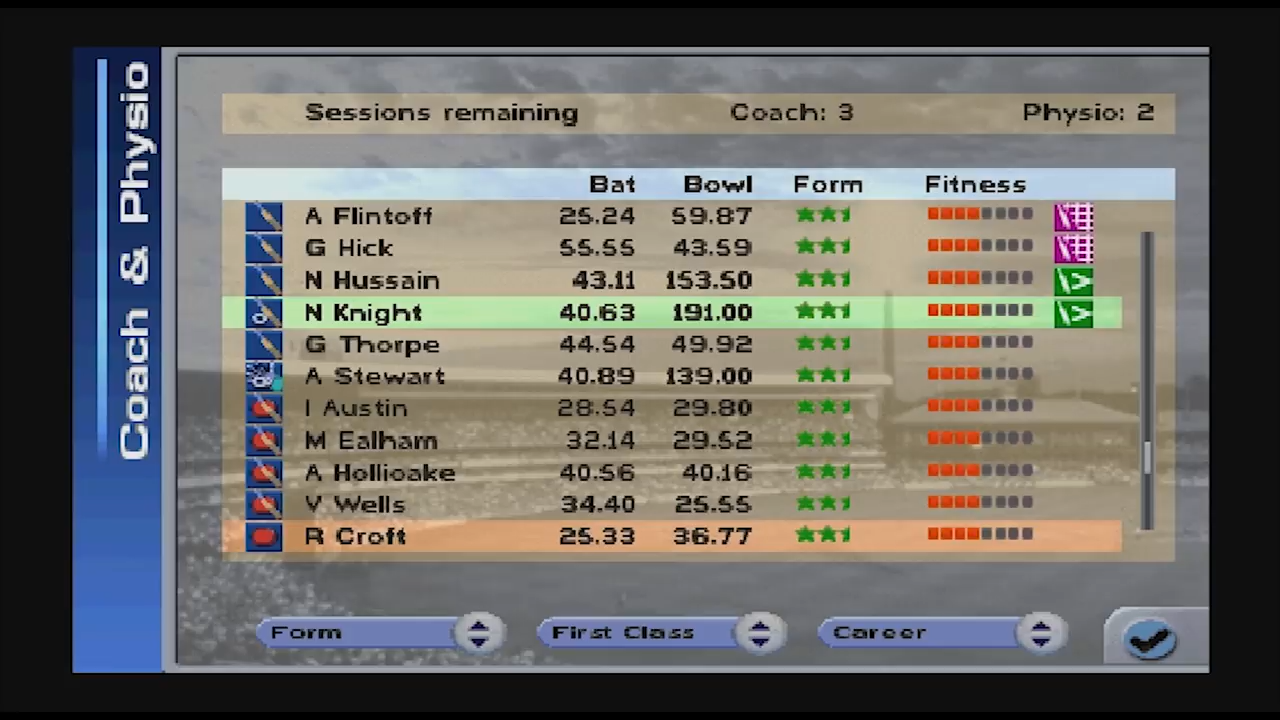 Coach & Physio
Sessions remaining Coach: 3 Physio: 2
Bat Bowl Form Fitness
A Flintoff 25.24 59.87
G Hick 55.55 43.59
N Hussain 43.11 153.50
N Knight 40.63 191.00
G Thorpe 44.54 49.92
A Stewart 40.89 139.00
I Austin 28.54 29.80
M Ealham 32.14 29.52
A Hollioake 40.56 40.16
V Wells 34.40 25.55
R Croft 25.33 36.77
Form First Class Career